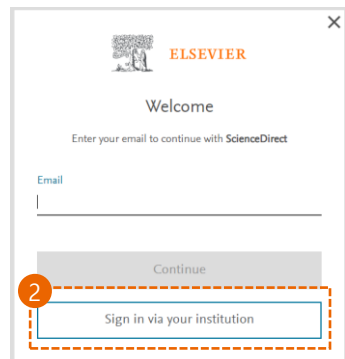 ELSEVIER
Welcome
Enter your email to continue with ScienceDirect
Email
Continue
2
Sign in via your institution